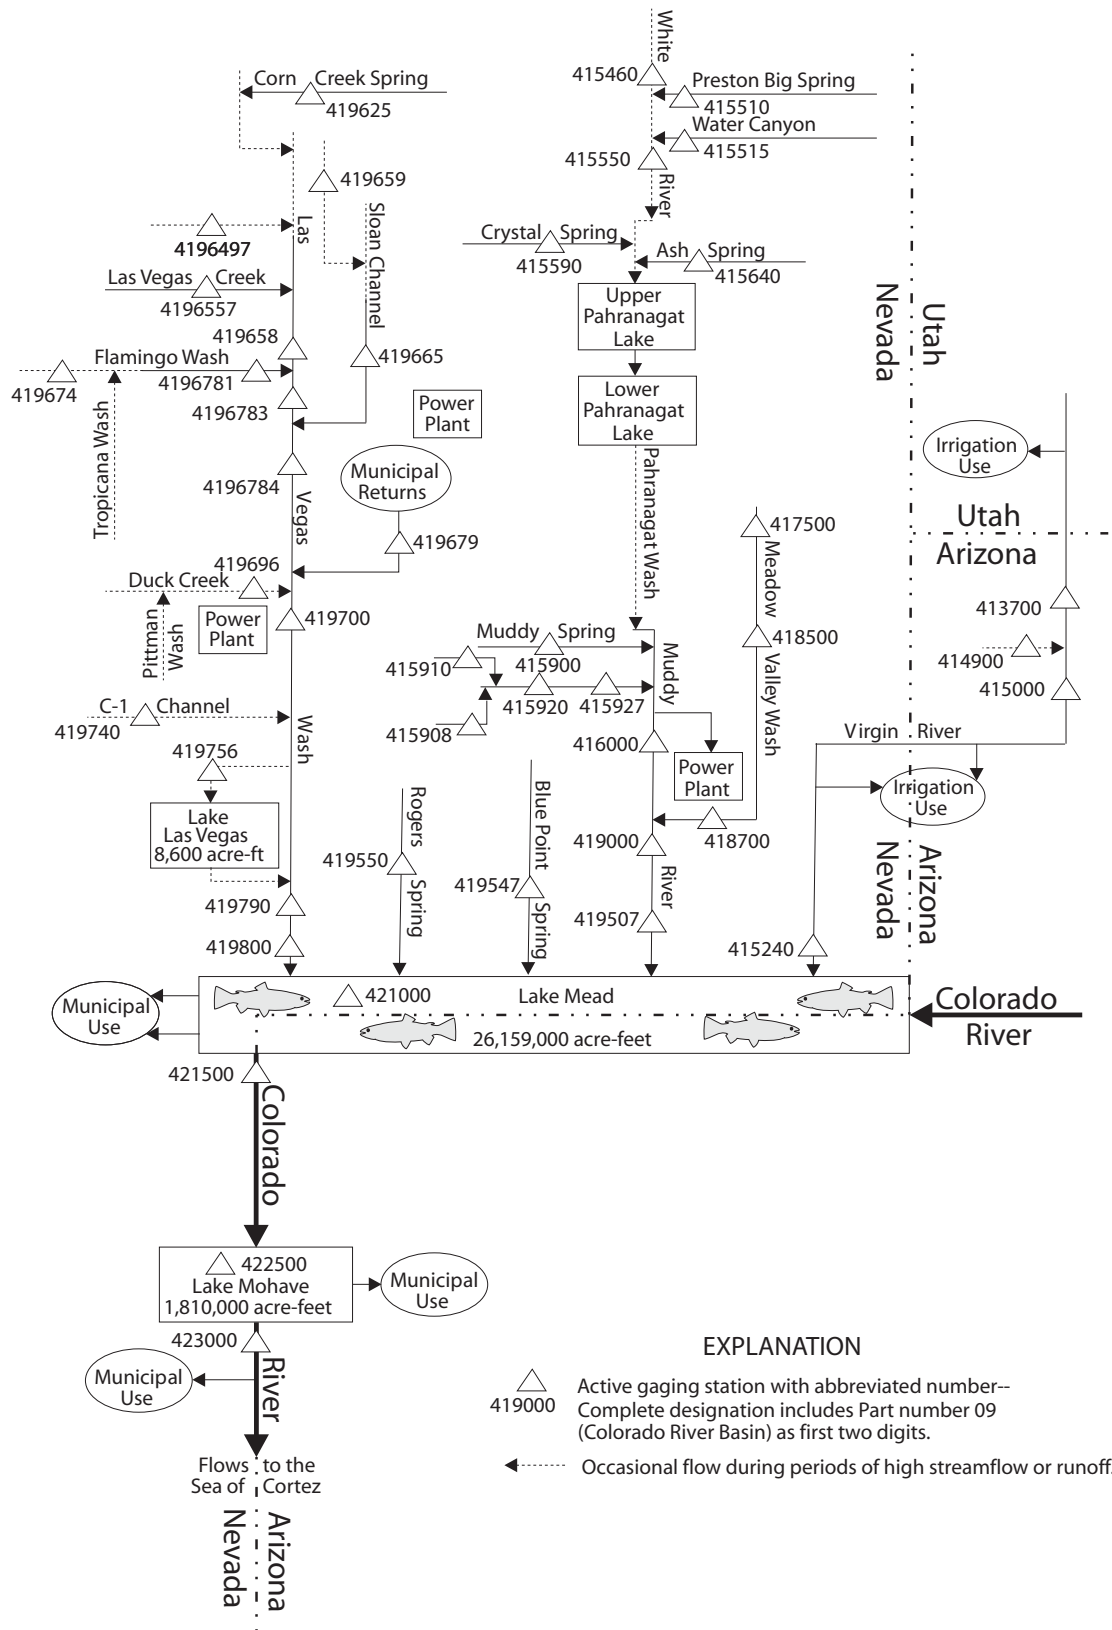 White
415460
Preston Big Spring
415510
Water Canyon
415515
415550
River
Corn Creek Spring
419625
419659
Las
Sloan Channel
4196497
Las Vegas Creek
4196557
Crystal Spring
415590
Ash Spring
415640
Upper
Pahranagat
Lake
Nevada
Utah
419658
419665
Flamingo Wash
419674
4196781
4196783
Tropicana Wash
Power
Plant
Lower
Pahranagat
Lake
Irrigation
Use
Municipal
Returns
4196784
Vegas
419679
Pahranagat Wash
417500
Meadow
Utah
Arizona
419696
Duck Creek
Pittman
Wash
Power
Plant
419700
413700
414900
415000
Muddy Spring
415900
415910
415920
415927
415908
Muddy
418500
Valley Wash
C-1 Channel
419740
Wash
419756
Lake
Las Vegas
8,600 acre-ft
416000
Power
Plant
Virgin River
Irrigation
Use
Rogers
419550
Spring
Blue Point
419547
Spring
419000
418700
River
419507
Nevada
Arizona
419790
419800
415240
Municipal
Use
421000
Lake Mead
26,159,000 acre-feet
Colorado
River
421500
Colorado
422500
Lake Mohave
1,810,000 acre-feet
Municipal
Use
423000
River
Municipal
Use
Flows to the
Sea of Cortez
Nevada
Arizona
EXPLANATION
419000
Active gaging station with abbreviated number--
Complete designation includes Part number 09
(Colorado River Basin) as first two digits.
Occasional flow during periods of high streamflow or runoff.